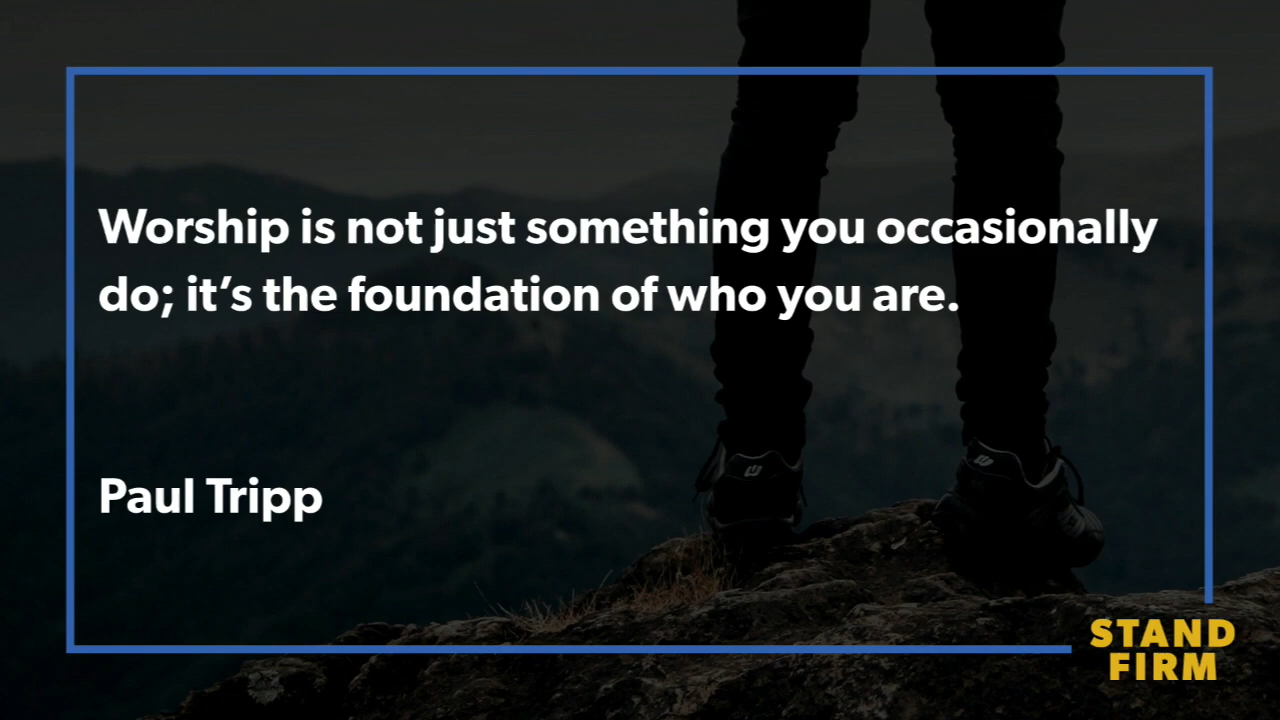 Worship is not just something you occasionally
do; it’s the foundation of who you are.
Paul Tripp
STAND
FIRM